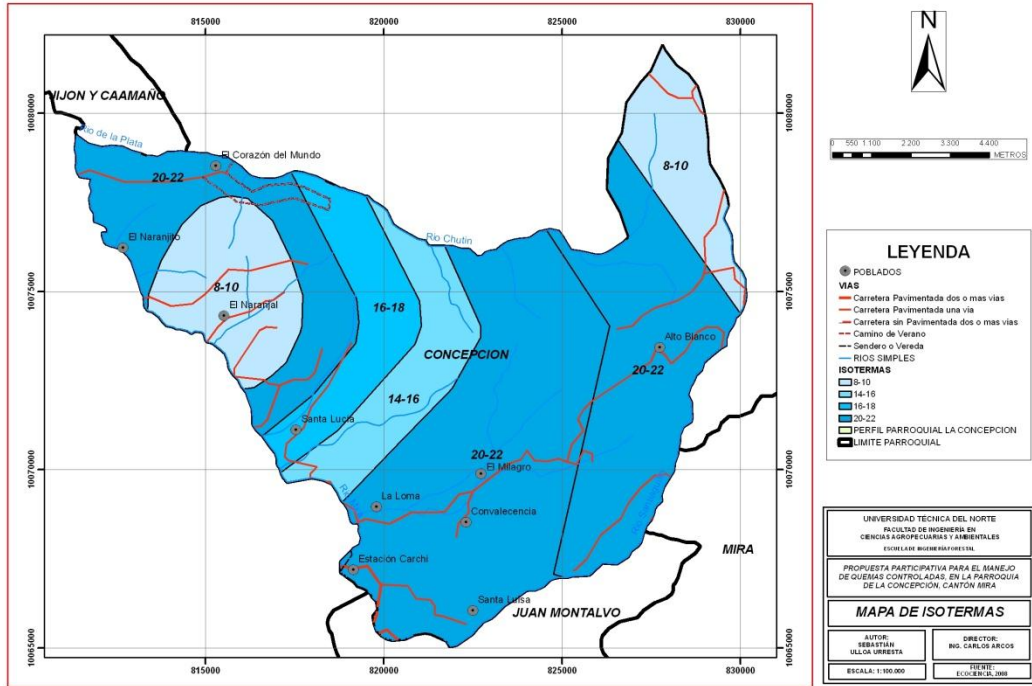 815000 820000 825000 830000
N
10080000 10080000
10075000 10075000
10070000 10070000
10065000 10065000
JIJON Y CAAMAÑO
Rio de la Plata
El Corazón del Mundo
20-22
8-10
El Naranjito
Rio Chutin
8-10
El Naranjal
16-18
CONCEPCION
Alto Blanco
14-16
20-22
Santa Lucia
20-22
El Milagro
La Loma
Convalecencia
Estación Carchi
MIRA
Santa Luisa
JUAN MONTALVO
815000 820000 825000 830000
0 550 1.100 2.200 3.300 4.400
METROS
LEYENDA
POBLADOS
VIAS
Carretera Pavimentada dos o mas vias
Carretera Pavimentada una via
Carretera sin Pavimentada dos o mas vias
Camino de Verano
Sendero o Vereda
RIOS SIMPLES
ISOTERMAS
8-10
14-16
16-18
20-22
PERFIL PARROQUIAL LA CONCEPCION
LIMITE PARROQUIAL
UNIVERSIDAD TÉCNICA DEL NORTE
FACULTAD DE INGENIERÍA EN
CIENCIAS AGROPECUARIAS Y AMBIENTALES
ESCUELA DE INGENIERÍA FORESTAL
PROPUESTA PARTICIPATIVA PARA EL MANEJO
DE QUEMAS CONTROLADAS, EN LA PARROQUIA
DE LA CONCEPCIÓN, CANTÓN MIRA
MAPA DE ISOTERMAS
AUTOR:
SEBASTIÁN
ULLOA URRESTA
DIRECTOR:
ING. CARLOS ARCOS
ESCALA: 1:100.000
FUENTE:
ECOCIENCIA, 2008